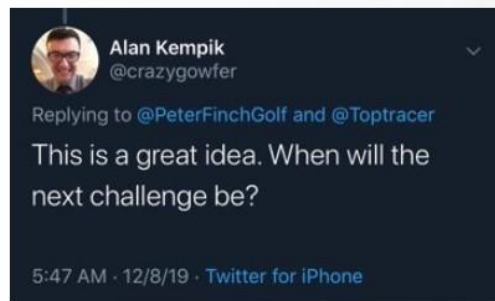 Alan Kempik
@crazygowfer
Replying to @PeterFinchGolf and @Toptracer
This is a great idea. When will the
next challenge be?
5:47 AM · 12/8/19 · Twitter for iPhone